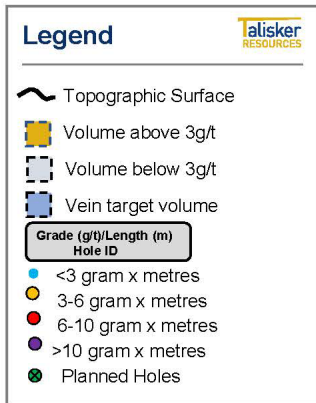 Legend
Talisker
RESOURCES
Topographic Surface
Volume above 3g/t
Volume below 3g/t
Vein target volume
Grade (g/t)/Length (m)
Hole ID
<3 gram x metres
3-6 gram x metres
6-10 gram x metres
>10 gram x metres
Planned Holes